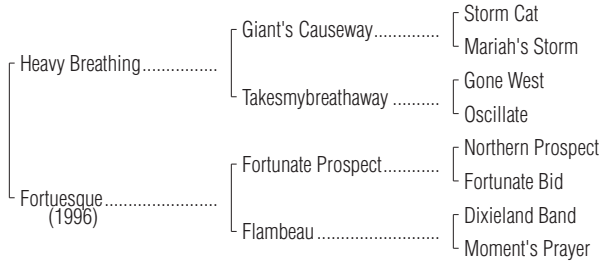 Storm Cat
Giant's Causeway..............
Mariah's Storm
Heavy Breathing................
Gone West
Takesmybreathaway ..........
Oscillate
Northern Prospect
Fortunate Prospect............
Fortunate Bid
Fortuesque........................
(1996)
Dixieland Band
Flambeau ..........................
Moment's Prayer